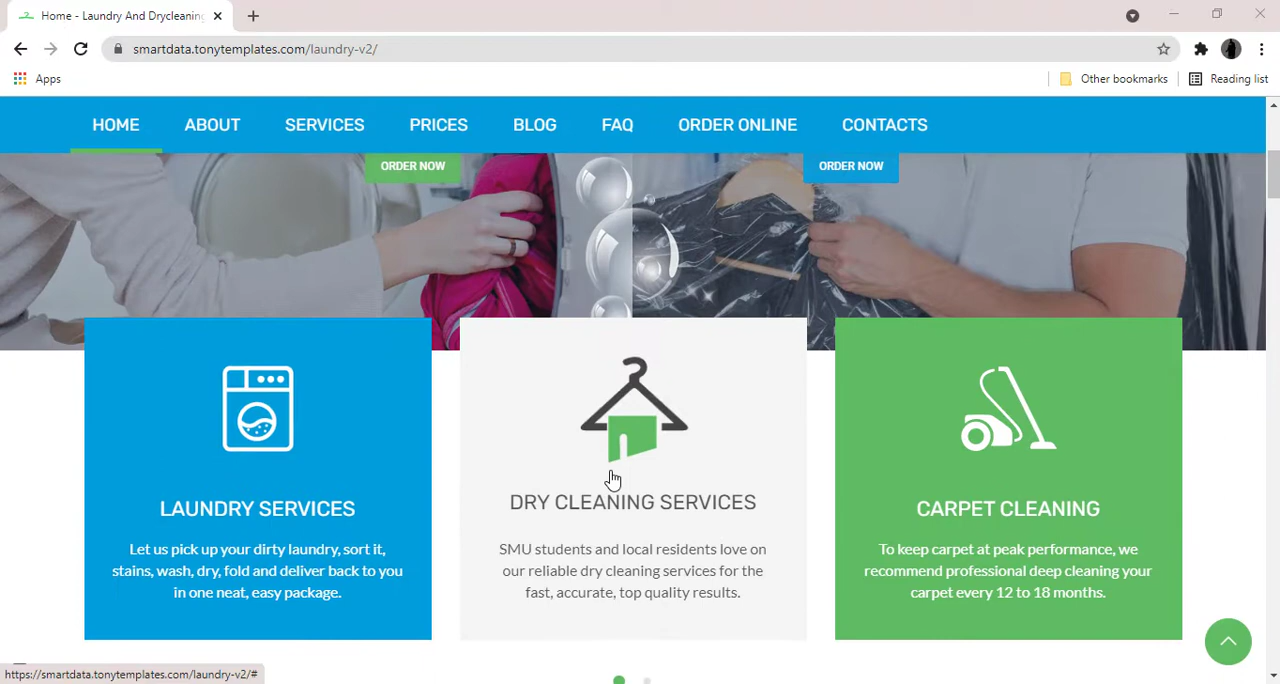 Home - Laundry And Drycleaning
smartdata.tonytemplates.com/laundry-v2/
Apps
Other bookmarks
Reading list
HOME ABOUT SERVICES PRICES BLOG FAQ ORDER ONLINE CONTACTS
ORDER NOW
ORDER NOW
LAUNDRY SERVICES
Let us pick up your dirty laundry, sort it,
stains, wash, dry, fold and deliver back to you
in one neat, easy package.
DRY CLEANING SERVICES
SMU students and local residents love on
our reliable dry cleaning services for the
fast, accurate, top quality results.
CARPET CLEANING
To keep carpet at peak performance, we
recommend professional deep cleaning your
carpet every 12 to 18 months.
https://smartdata.tonytemplates.com/laundry-v2/#